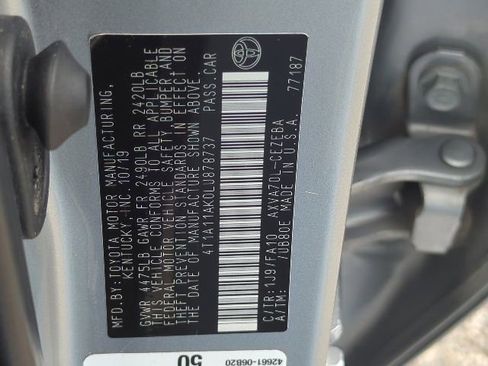 MFD.BY:TOYOTA MOTOR MANUFACTURING,
KENTUCKY, INC. 10/19
GVWR 4475LB GAWR FR 2490LB RR 2420LB
THIS VEHICLE CONFORMS TO ALL APPLICABLE
FEDERAL MOTOR VEHICLE SAFETY, BUMPER, AND
THEFT PREVENTION STANDARDS IN EFFECT ON
THE DATE OF MANUFACTURE SHOWN ABOVE.
4T1A11AK0LU878737 PASS.CAR
C/TR:1J9/FA10 AXVA70L-CEZEBA
A/TM: /UB80E MADE IN U.S.A.
77187
42661-06B20
50